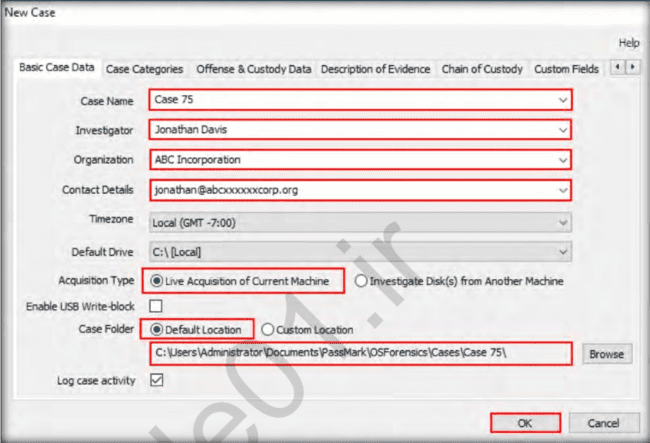 New Case
Help
Basic Case Data Case Categories Offense & Custody Data Description of Evidence Chain of Custody Custom Fields
Case Name Case 75
Investigator Jonathan Davis
Organization ABC Incorporation
Contact Details jonathan@abcxxxxxxcorp.org
Timezone Local (GMT -7:00)
Default Drive C:\ [Local]
Acquisition Type Live Acquisition of Current Machine Investigate Disk(s) from Another Machine
Enable USB Write-block
Case Folder Default Location Custom Location
C:\Users\Administrator\Documents\PassMark\OSForensics\Cases\Case 75\ Browse
Log case activity
OK Cancel